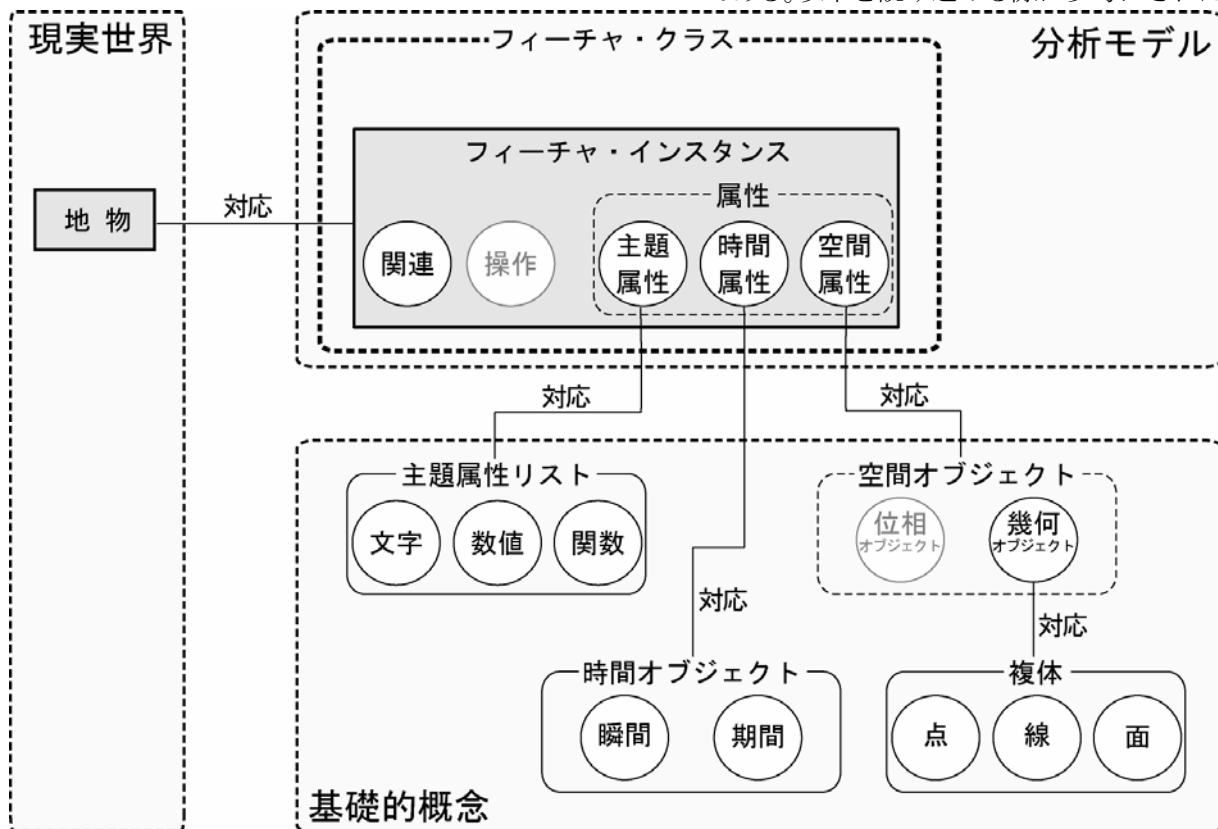 現実世界
フィーチャ・クラス
分析モデル
フィーチャ・インスタンス
属性
地物
対応
関連
操作
主題
属性
時間
属性
空間
属性
対応
対応
主題属性リスト
文字
数値
関数
空間オブジェクト
位相
オブジェクト
幾何
オブジェクト
対応
対応
時間オブジェクト
瞬間
期間
複体
点
線
面
基礎的概念